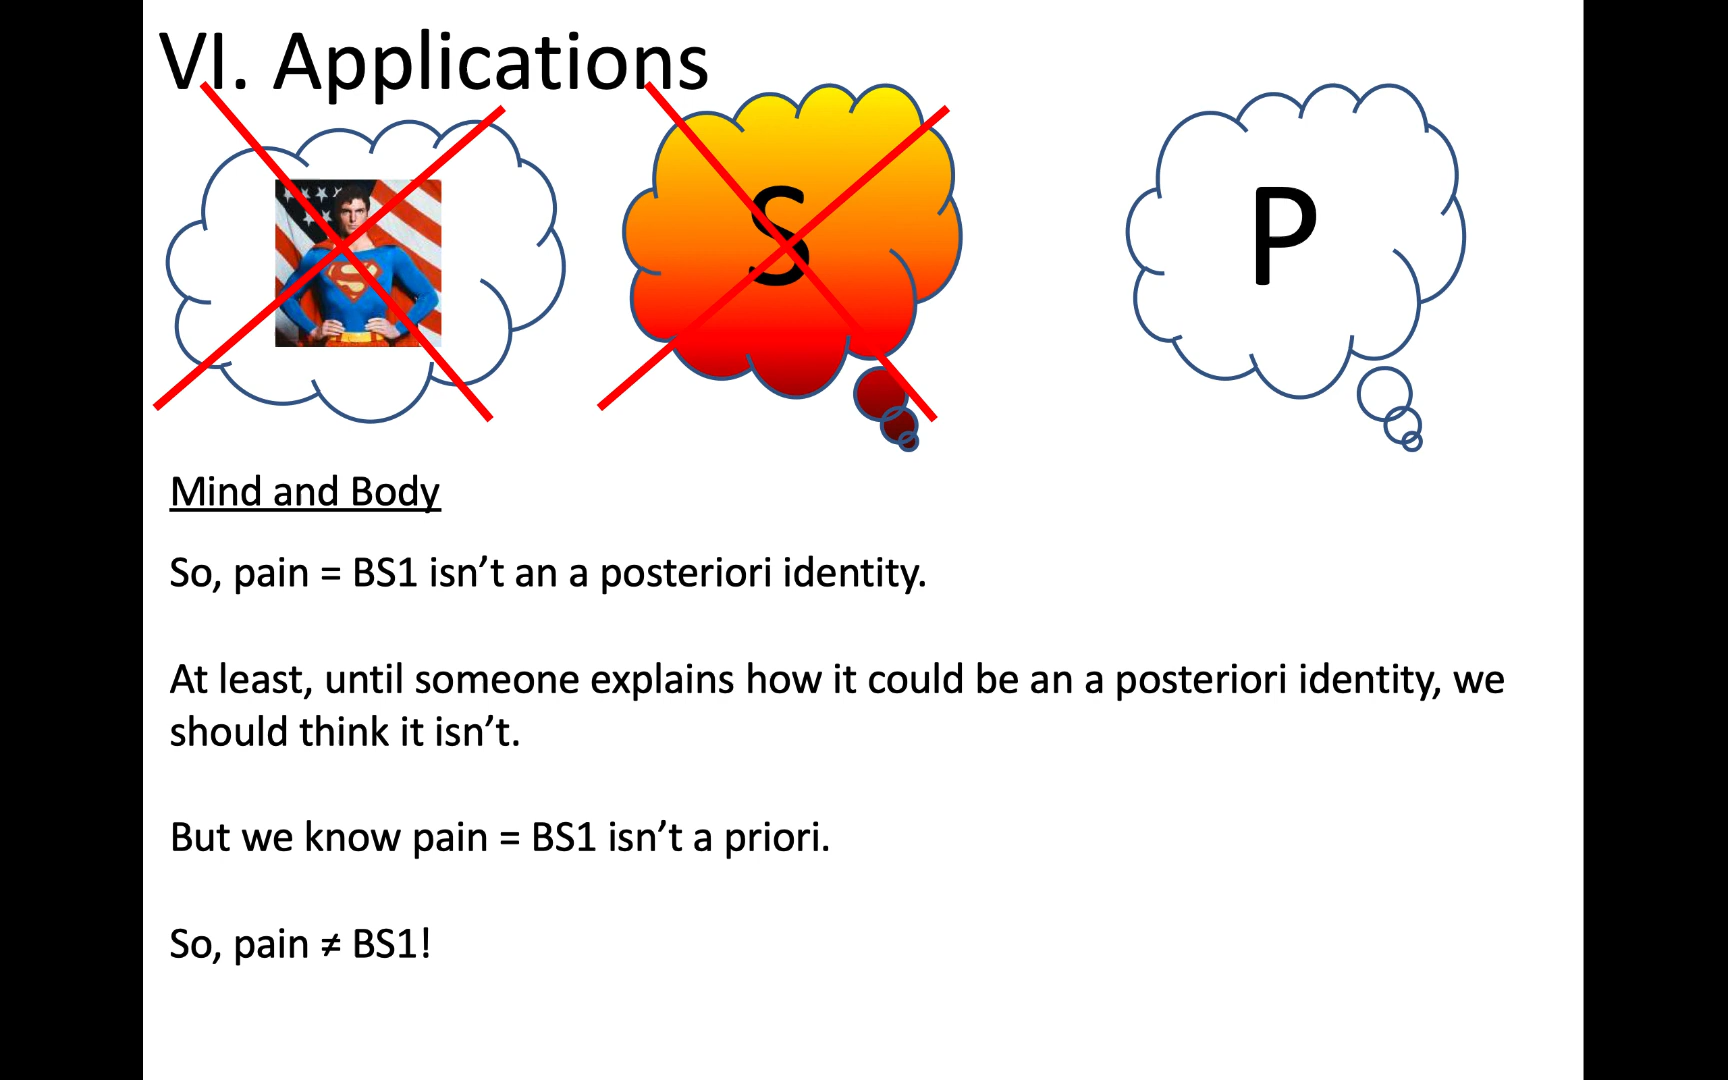 VI. Applications
S
P
Mind and Body
So, pain = BS1 isn’t an a posteriori identity.
At least, until someone explains how it could be an a posteriori identity, we
should think it isn’t.
But we know pain = BS1 isn’t a priori.
So, pain ≠ BS1!